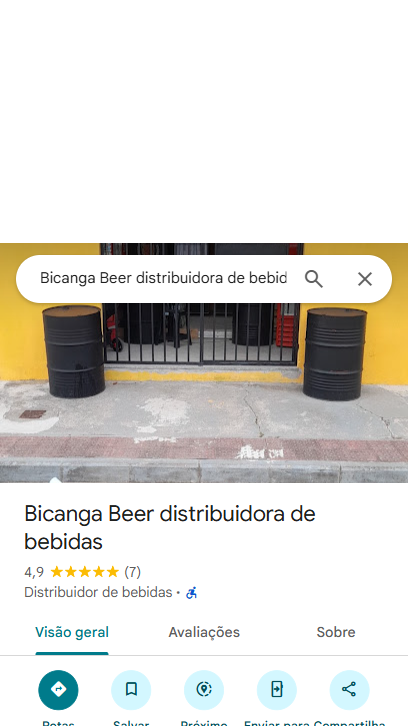 Bicanga Beer distribuidora de bebid
Bicanga Beer distribuidora de
bebidas
4,9 (7)
Distribuidor de bebidas ·
Visão geral Avaliações Sobre
Rotas Salvar Próximo Enviar para Compartilha